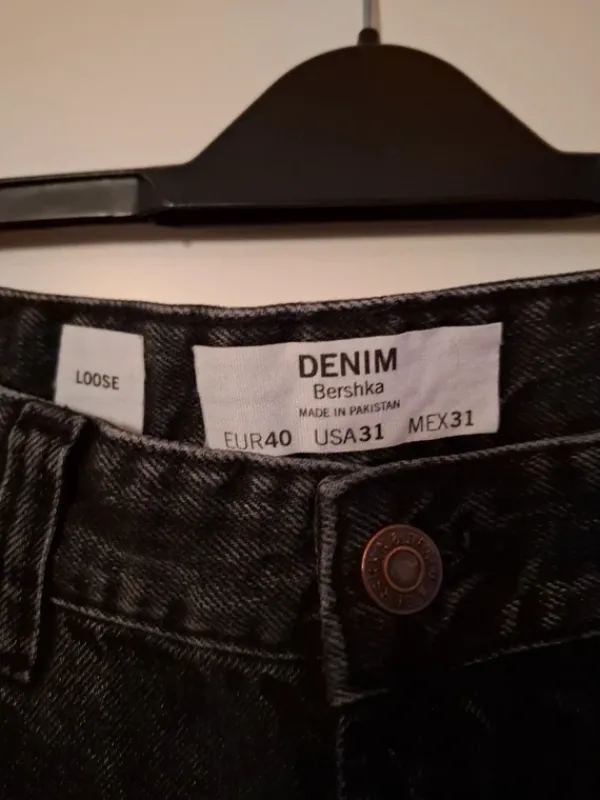 LOOSE
DENIM
Bershka
MADE IN PAKISTAN
EUR40 USA31 MEX31